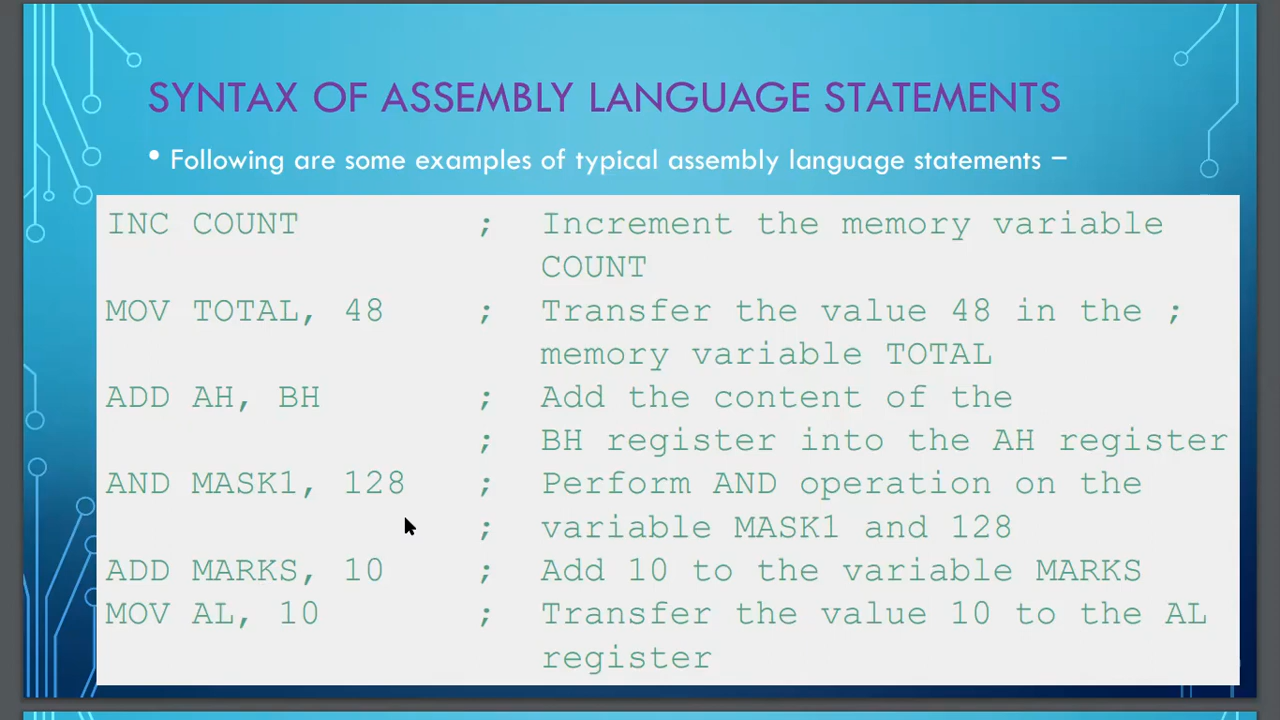 SYNTAX OF ASSEMBLY LANGUAGE STATEMENTS
• Following are some examples of typical assembly language statements –
INC COUNT ; Increment the memory variable
COUNT
MOV TOTAL, 48 ; Transfer the value 48 in the ;
memory variable TOTAL
ADD AH, BH ; Add the content of the
; BH register into the AH register
AND MASK1, 128 ; Perform AND operation on the
; variable MASK1 and 128
ADD MARKS, 10 ; Add 10 to the variable MARKS
MOV AL, 10 ; Transfer the value 10 to the AL
register